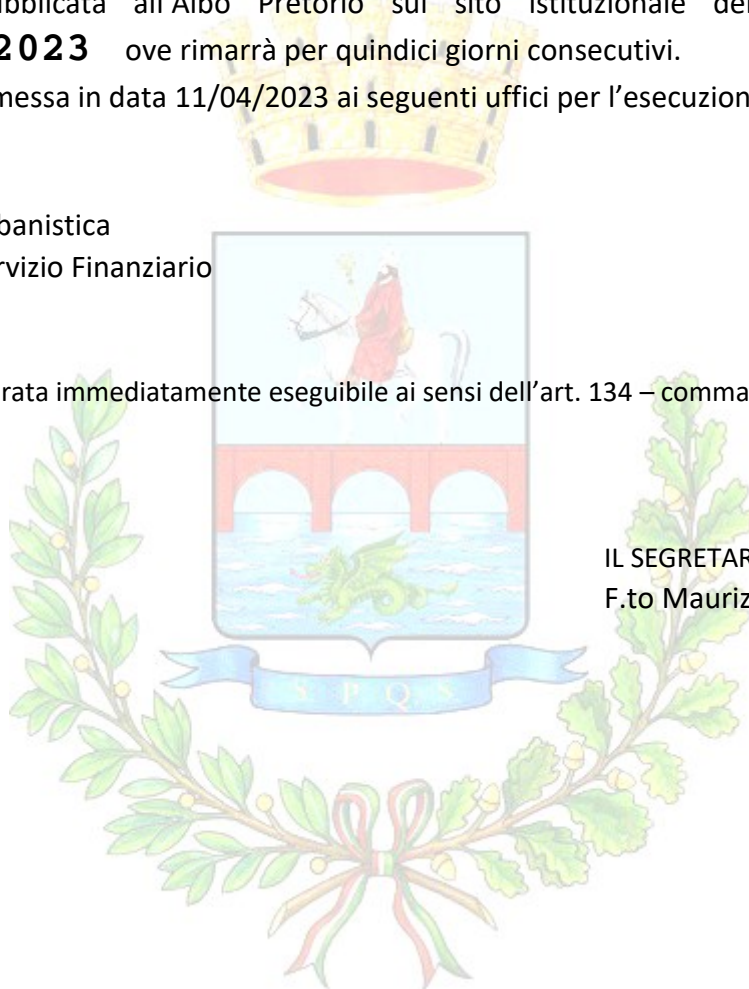 bblicata all'Albo Pretorio sul sito istituzionale de
2023 ove rimarrà per quindici giorni consecutivi.
messa in data 11/04/2023 ai seguenti uffici per l'esecuzion
banistica
rvizio Finanziario
rata immediatamente eseguibile ai sensi dell'art. 134 – comma
IL SEGRETAR
F.to Mauriz
S P Q S